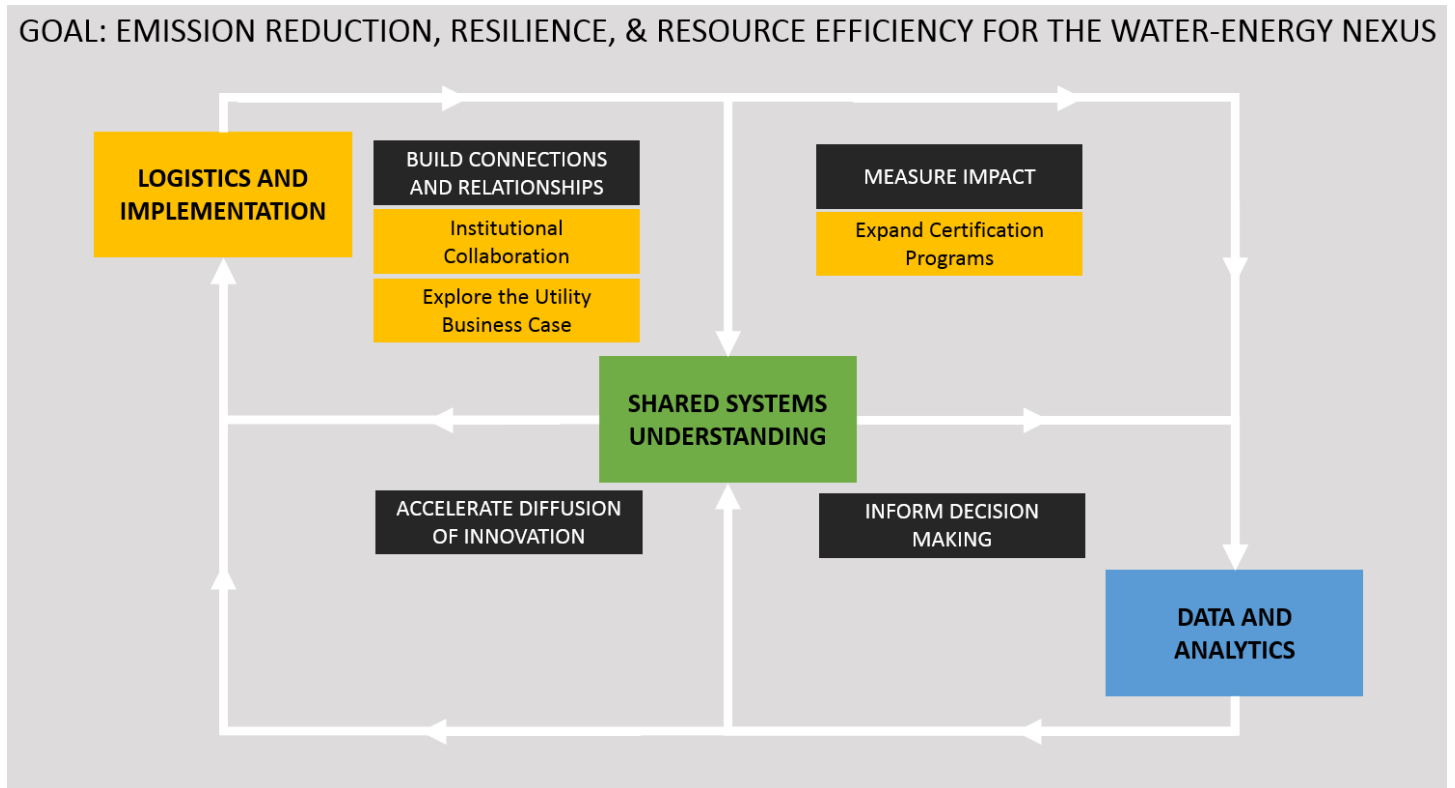 GOAL: EMISSION REDUCTION, RESILIENCE, & RESOURCE EFFICIENCY FOR THE WATER-ENERGY NEXUS
LOGISTICS AND
IMPLEMENTATION
BUILD CONNECTIONS
AND RELATIONSHIPS
Institutional
Collaboration
Explore the Utility
Business Case
MEASURE IMPACT
Expand Certification
Programs
SHARED SYSTEMS
UNDERSTANDING
ACCELERATE DIFFUSION
OF INNOVATION
INFORM DECISION
MAKING
DATA AND
ANALYTICS